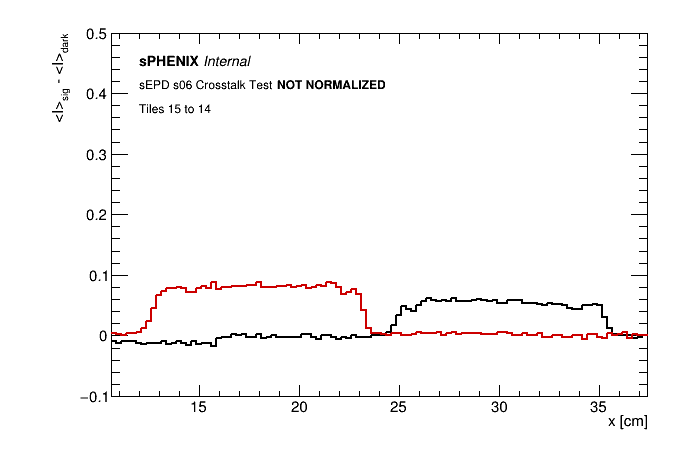 <I>sig - <I>dark
0.5
0.4
0.3
0.2
0.1
0
−0.1
sPHENIX Internal
sEPD s06 Crosstalk Test NOT NORMALIZED
Tiles 15 to 14
15 20 25 30 35
x [cm]